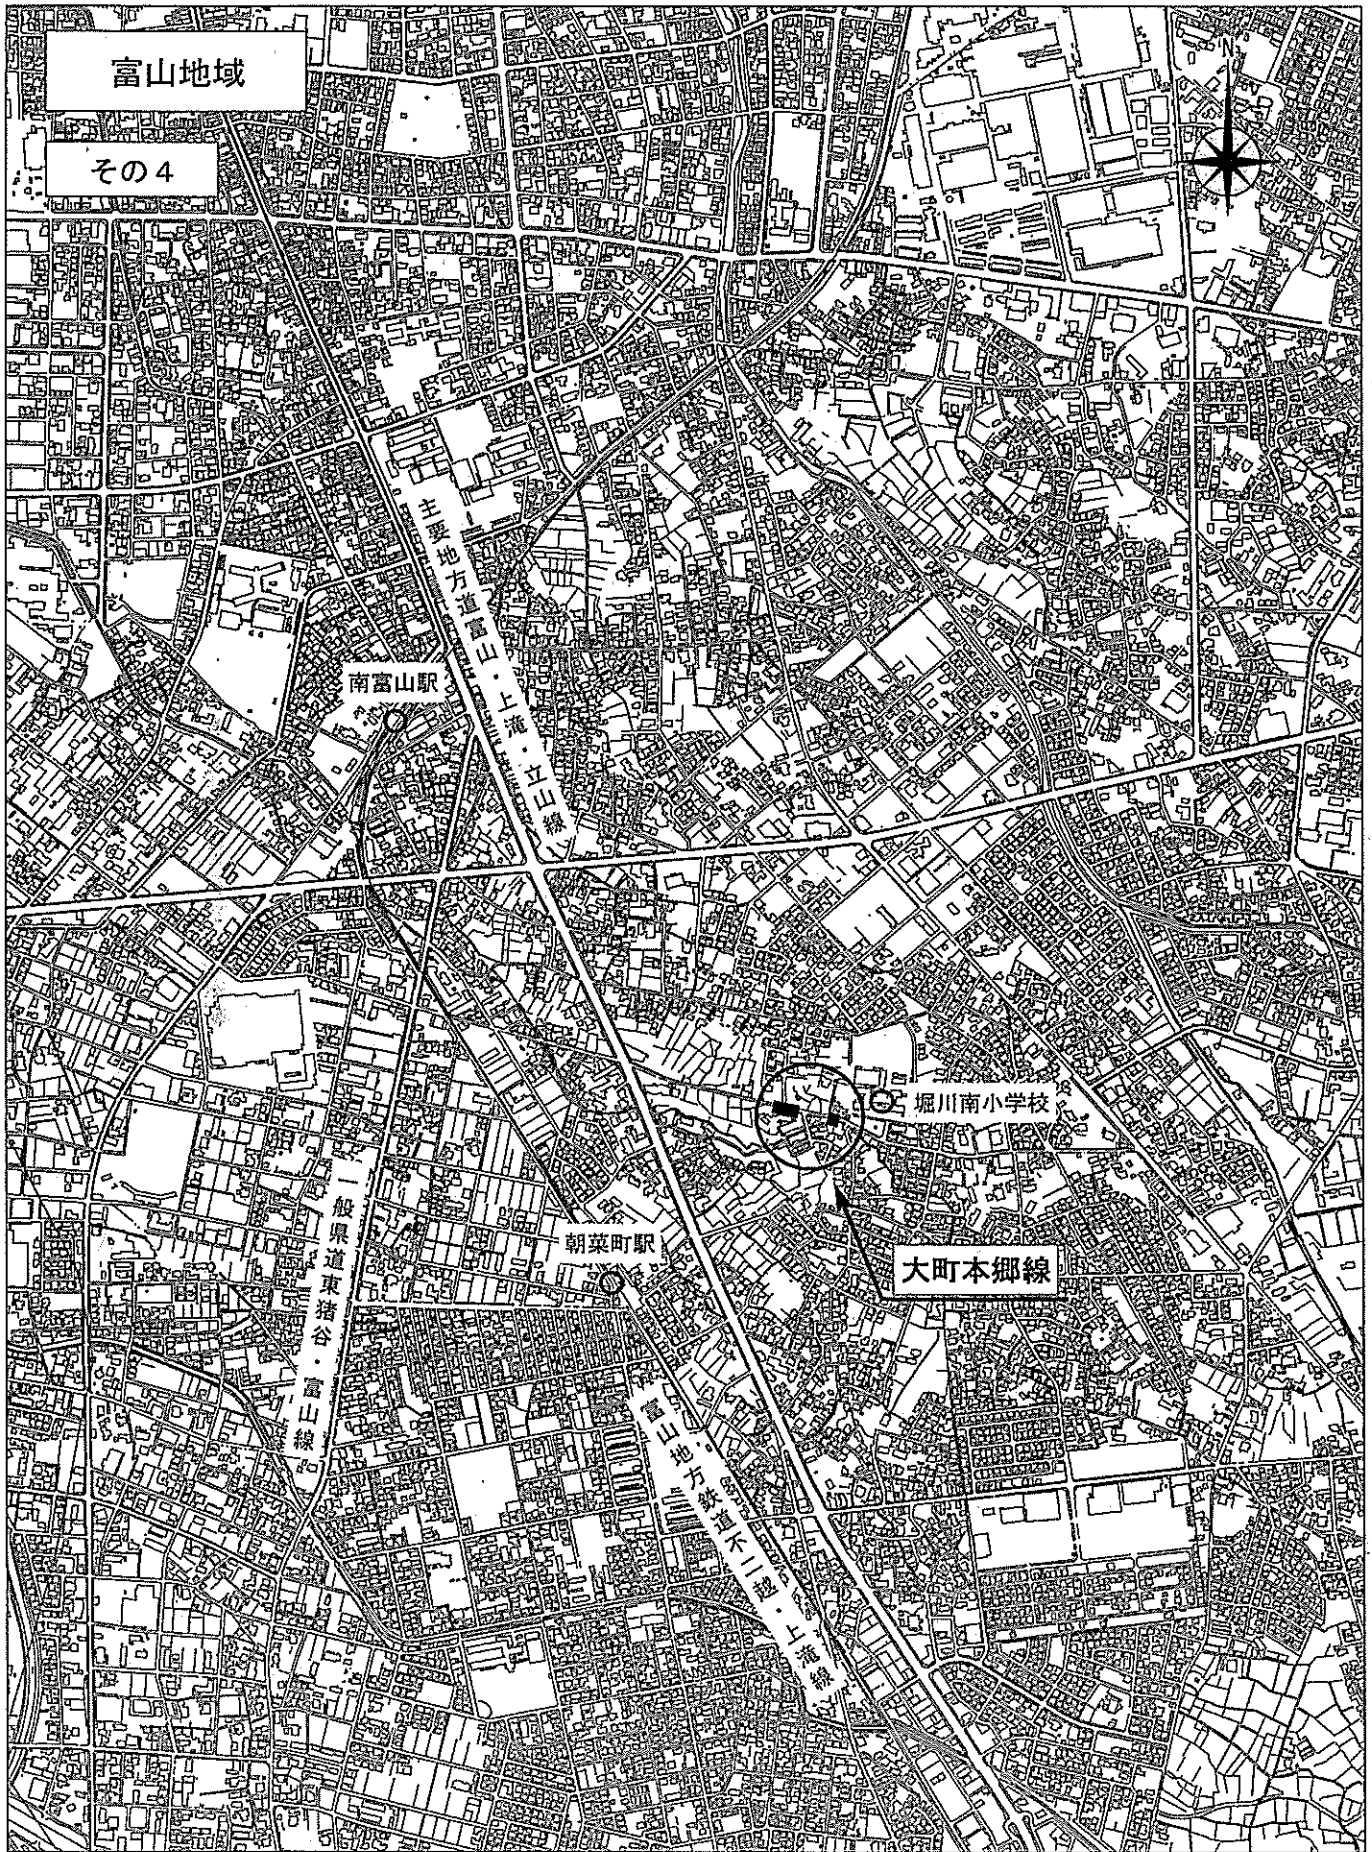 富山地域
その4
N
主要地方道富山・上滝・立山線
南富山駅
堀川南小学校
一般県道東猪谷・富山線
朝菜町駅
大町本郷線
富山地方鉄道不二越・上滝線